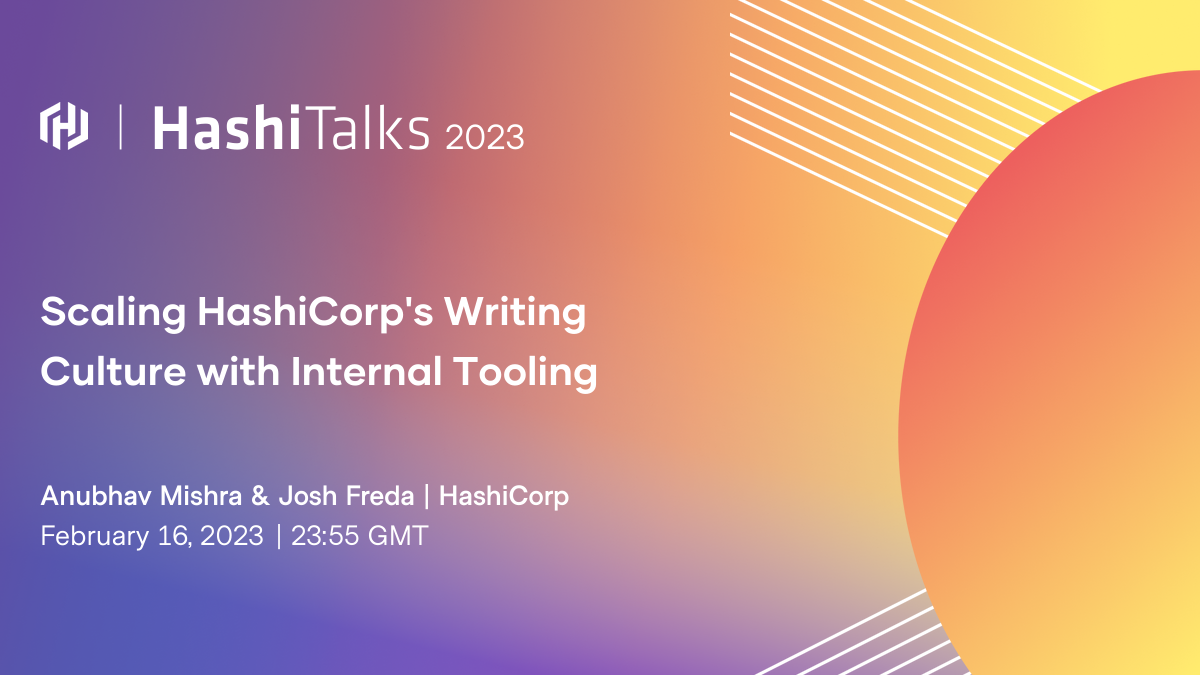 HashiTalks 2023
Scaling HashiCorp's Writing
Culture with Internal Tooling
Anubhav Mishra & Josh Freda | HashiCorp
February 16, 2023 | 23:55 GMT